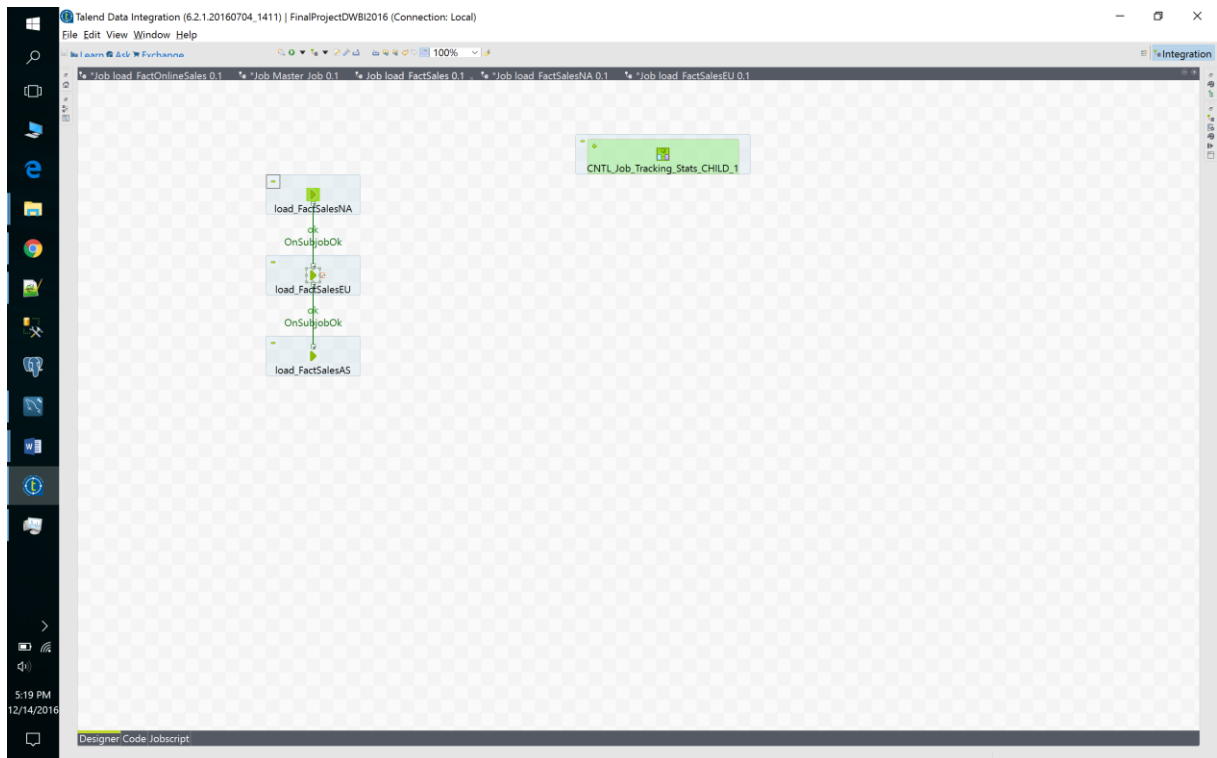 Talend Data Integration (6.2.1.20160704_1411) | FinalProjectDWBI2016 (Connection: Local)
File Edit View Window Help
Learn Ask Exchange
100%
Integration
*Job load_FactOnlineSales 0.1 *Job Master_Job 0.1 Job load_FactSales 0.1 *Job load_FactSalesNA 0.1 *Job load_FactSalesEU 0.1
CNTL_Job_Tracking_Stats_CHILD_1
load_FactSalesNA
ok
OnSubjobOk
load_FactSalesEU
ok
OnSubjobOk
load_FactSalesAS
5:19 PM
12/14/2016
Designer Code Jobscript